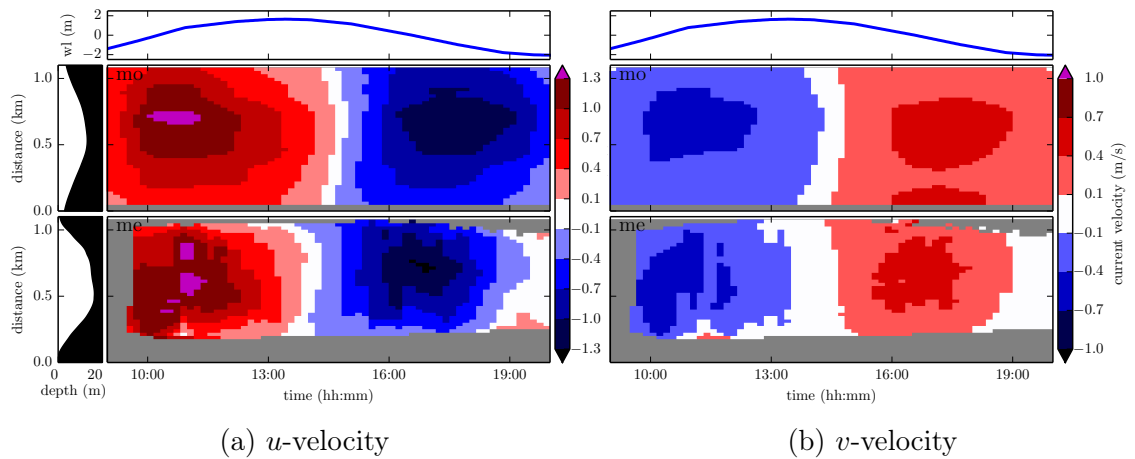 wl (m)
2
0
−2
1.0
0.5
0.0
distance (km)
mo
1.3
1.0
0.7
0.4
0.1
−0.1
−0.4
−0.7
−1.0
−1.3
mo
1.0
0.7
0.4
0.1
−0.1
−0.4
−0.7
−1.0
current velocity (m/s)
1.0
0.5
0.0
distance (km)
me
me
0 20
depth (m)
10:00 13:00 16:00 19:00
time (hh:mm)
10:00 13:00 16:00 19:00
time (hh:mm)
(a) u-velocity
(b) v-velocity